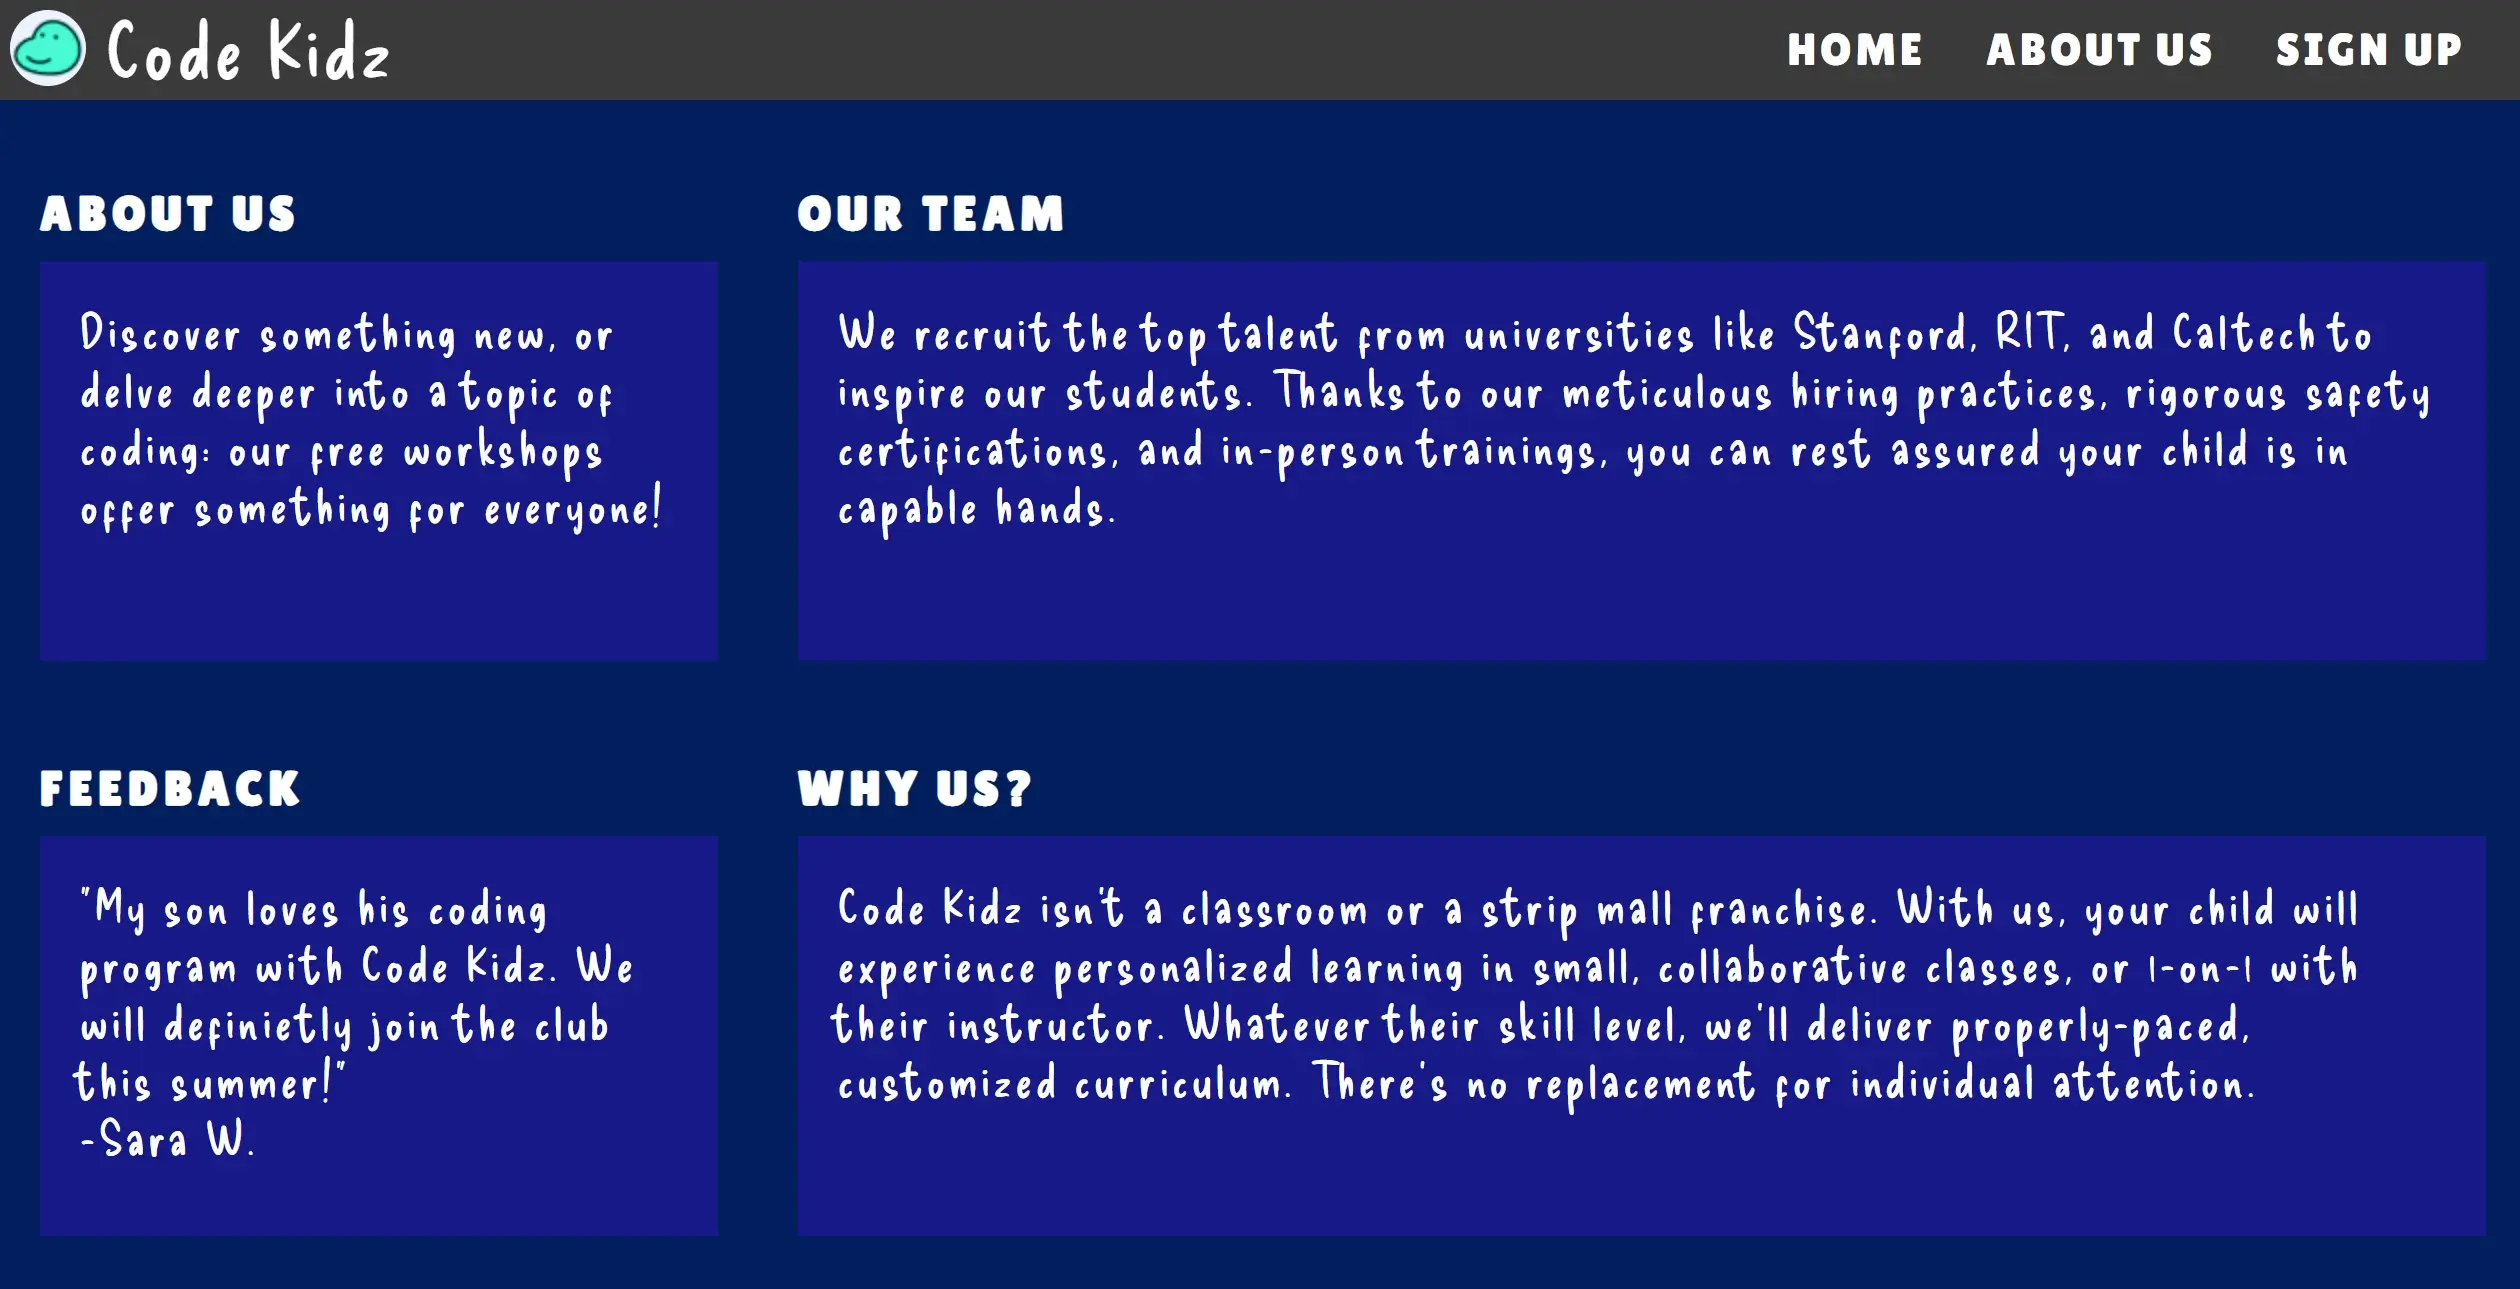 Code Kidz
HOME ABOUT US SIGN UP
ABOUT US
Discover something new, or
delve deeper into a topic of
coding: our free workshops
offer something for everyone!
OUR TEAM
We recruit the top talent from universities like Stanford, RIT, and Caltech to
inspire our students. Thanks to our meticulous hiring practices, rigorous safety
certifications, and in-person trainings, you can rest assured your child is in
capable hands.
FEEDBACK
"My son loves his coding
program with Code Kidz. We
will definietly join the club
this summer!"
-Sara W.
WHY US?
Code Kidz isn't a classroom or a strip mall franchise. With us, your child will
experience personalized learning in small, collaborative classes, or 1-on-1 with
their instructor. Whatever their skill level, we'll deliver properly-paced,
customized curriculum. There's no replacement for individual attention.